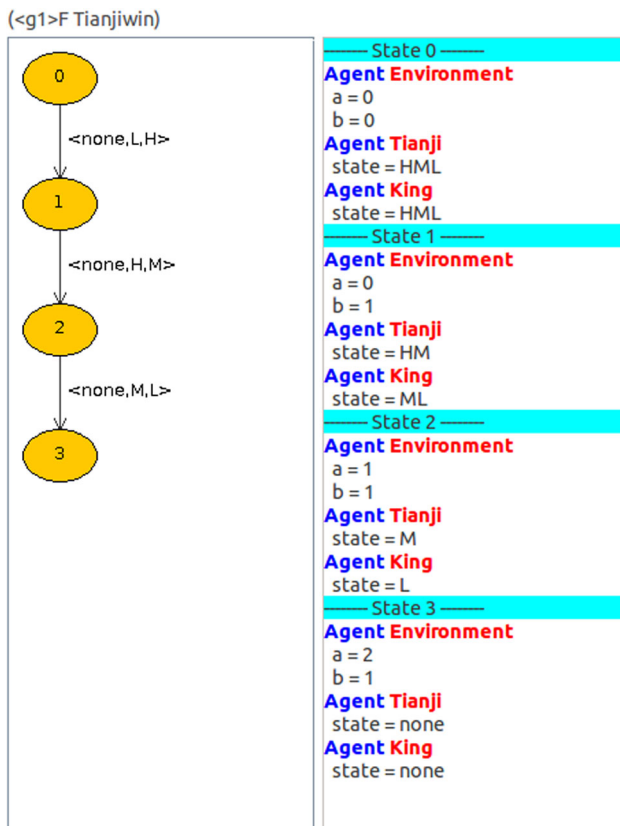 (<g1>F Tianjiwin)
0
<none,L,H>
1
<none,H,M>
2
<none,M,L>
3
-------- State 0 --------
Agent Environment
a = 0
b = 0
Agent Tianji
state = HML
Agent King
state = HML
-------- State 1 --------
Agent Environment
a = 0
b = 1
Agent Tianji
state = HM
Agent King
state = ML
-------- State 2 --------
Agent Environment
a = 1
b = 1
Agent Tianji
state = M
Agent King
state = L
-------- State 3 --------
Agent Environment
a = 2
b = 1
Agent Tianji
state = none
Agent King
state = none